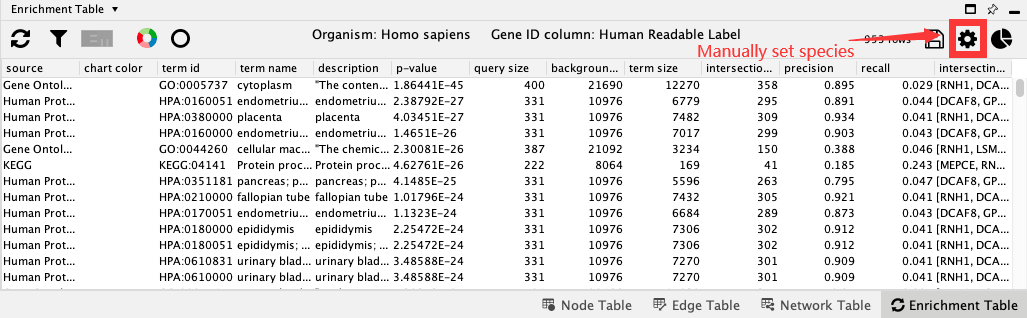 Enrichment Table
Organism: Homo sapiens Gene ID column: Human Readable Label 953 rows
Manually set species
source chart color term id term name description p-value query size backgroun... term size intersectio... precision recall intersectin...
Gene Ontol... GO:0005737 cytoplasm "The conten... 1.86441E-45 400 21690 12270 358 0.895 0.029 [RNH1, DCA...
Human Prot... HPA:0160051 endometriu... endometriu... 2.38792E-27 331 10976 6779 295 0.891 0.044 [DCAF8, GP...
Human Prot... HPA:0380000 placenta placenta 4.03451E-27 331 10976 7482 309 0.934 0.041 [RNH1, DCA...
Human Prot... HPA:0160000 endometriu... endometriu... 1.4651E-26 331 10976 7017 299 0.903 0.043 [DCAF8, GP...
Gene Ontol... GO:0044260 cellular mac... "The chemic... 2.30081E-26 387 21092 3234 150 0.388 0.046 [RNH1, LSM...
KEGG KEGG:04141 Protein proc... Protein proc... 4.62761E-26 222 8064 169 41 0.185 0.243 [MEPCE, RN...
Human Prot... HPA:0351181 pancreas; p... pancreas; p... 4.1485E-25 331 10976 5596 263 0.795 0.047 [DCAF8, GP...
Human Prot... HPA:0210000 fallopian tube fallopian tube 1.01796E-24 331 10976 7432 305 0.921 0.041 [RNH1, DCA...
Human Prot... HPA:0170051 endometriu... endometriu... 1.1323E-24 331 10976 6684 289 0.873 0.043 [DCAF8, GP...
Human Prot... HPA:0180000 epididymis epididymis 2.25472E-24 331 10976 7306 302 0.912 0.041 [RNH1, DCA...
Human Prot... HPA:0180051 epididymis; ... epididymis; ... 2.25472E-24 331 10976 7306 302 0.912 0.041 [RNH1, DCA...
Human Prot... HPA:0610831 urinary blad... urinary blad... 3.48588E-24 331 10976 7270 301 0.909 0.041 [RNH1, DCA...
Human Prot... HPA:0610000 urinary blad... urinary blad... 3.48588E-24 331 10976 7270 301 0.909 0.041 [RNH1, DCA...
Node Table Edge Table Network Table Enrichment Table